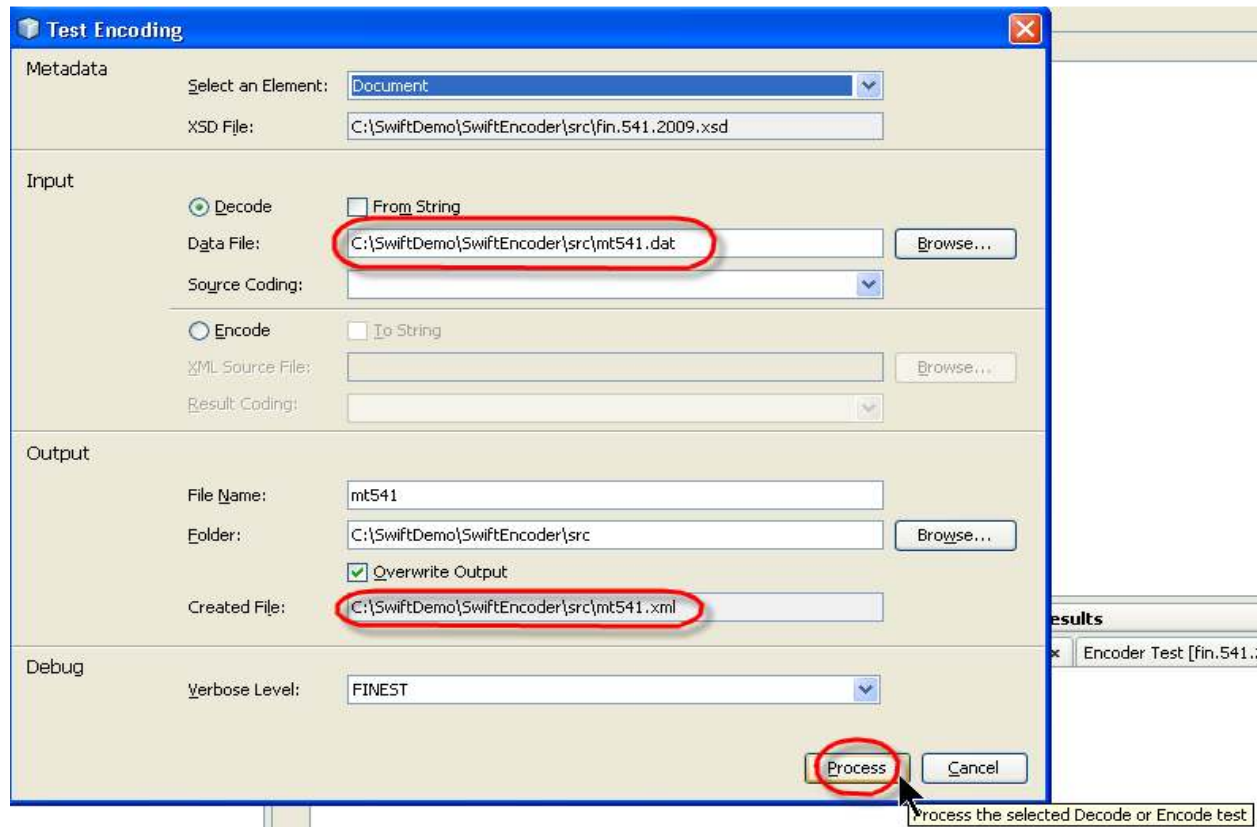 Test Encoding
Metadata
Select an Element: Document
XSD File: C:\SwiftDemo\SwiftEncoder\src\fin.541.2009.xsd
Input
Decode From String
Data File: C:\SwiftDemo\SwiftEncoder\src\mt541.dat Browse...
Source Coding:
Encode To String
XML Source File: Browse...
Result Coding:
Output
File Name: mt541
Folder: C:\SwiftDemo\SwiftEncoder\src Browse...
Overwrite Output
Created File: C:\SwiftDemo\SwiftEncoder\src\mt541.xml
esults
Encoder Test [fin.541.
Debug
Verbose Level: FINEST
Process Cancel
Process the selected Decode or Encode test